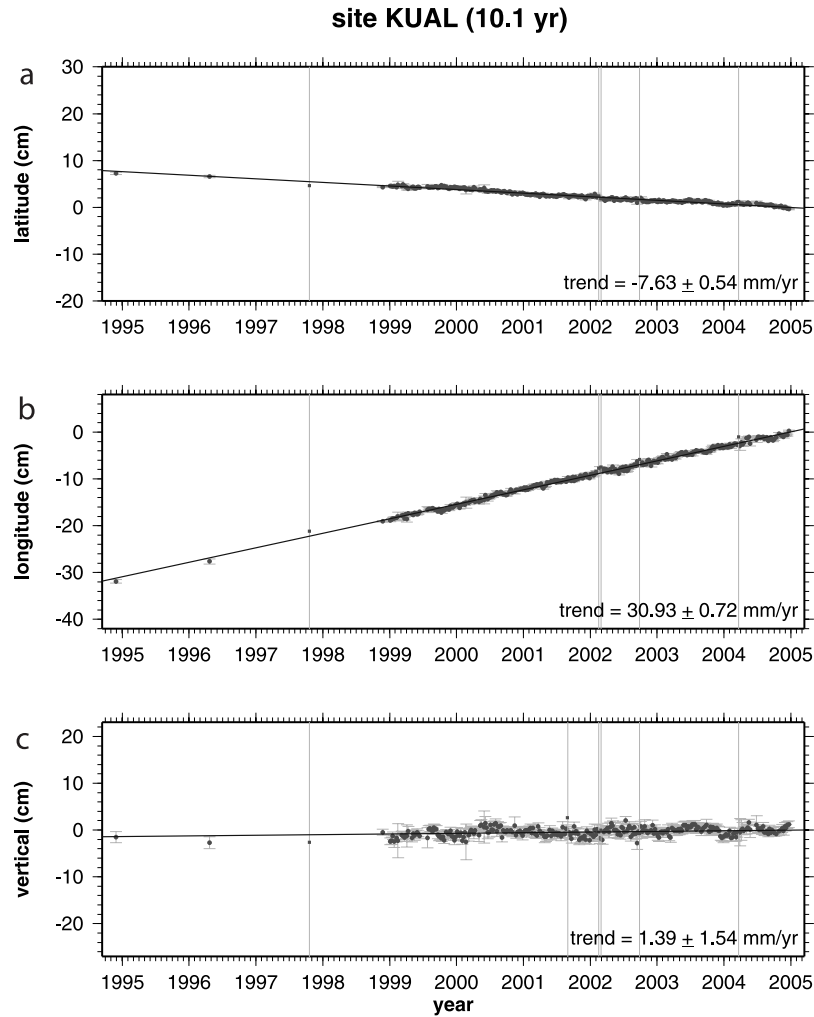 site KUAL (10.1 yr)
a
30
20
10
0
-10
-20
latitude (cm)
trend = -7.63 ± 0.54 mm/yr
1995 1996 1997 1998 1999 2000 2001 2002 2003 2004 2005
b
0
-10
-20
-30
-40
longitude (cm)
trend = 30.93 ± 0.72 mm/yr
1995 1996 1997 1998 1999 2000 2001 2002 2003 2004 2005
c
20
10
0
-10
-20
vertical (cm)
trend = 1.39 ± 1.54 mm/yr
1995 1996 1997 1998 1999 2000 2001 2002 2003 2004 2005
year